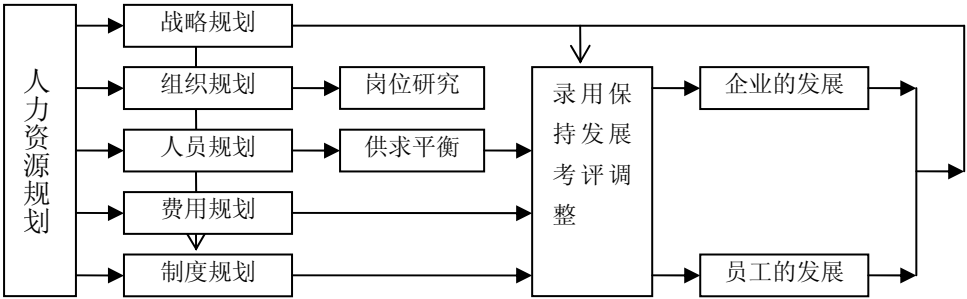 人力资源规划
战略规划
组织规划
岗位研究
人员规划
供求平衡
费用规划
制度规划
录用保
持发展
考评调
整
企业的发展
员工的发展